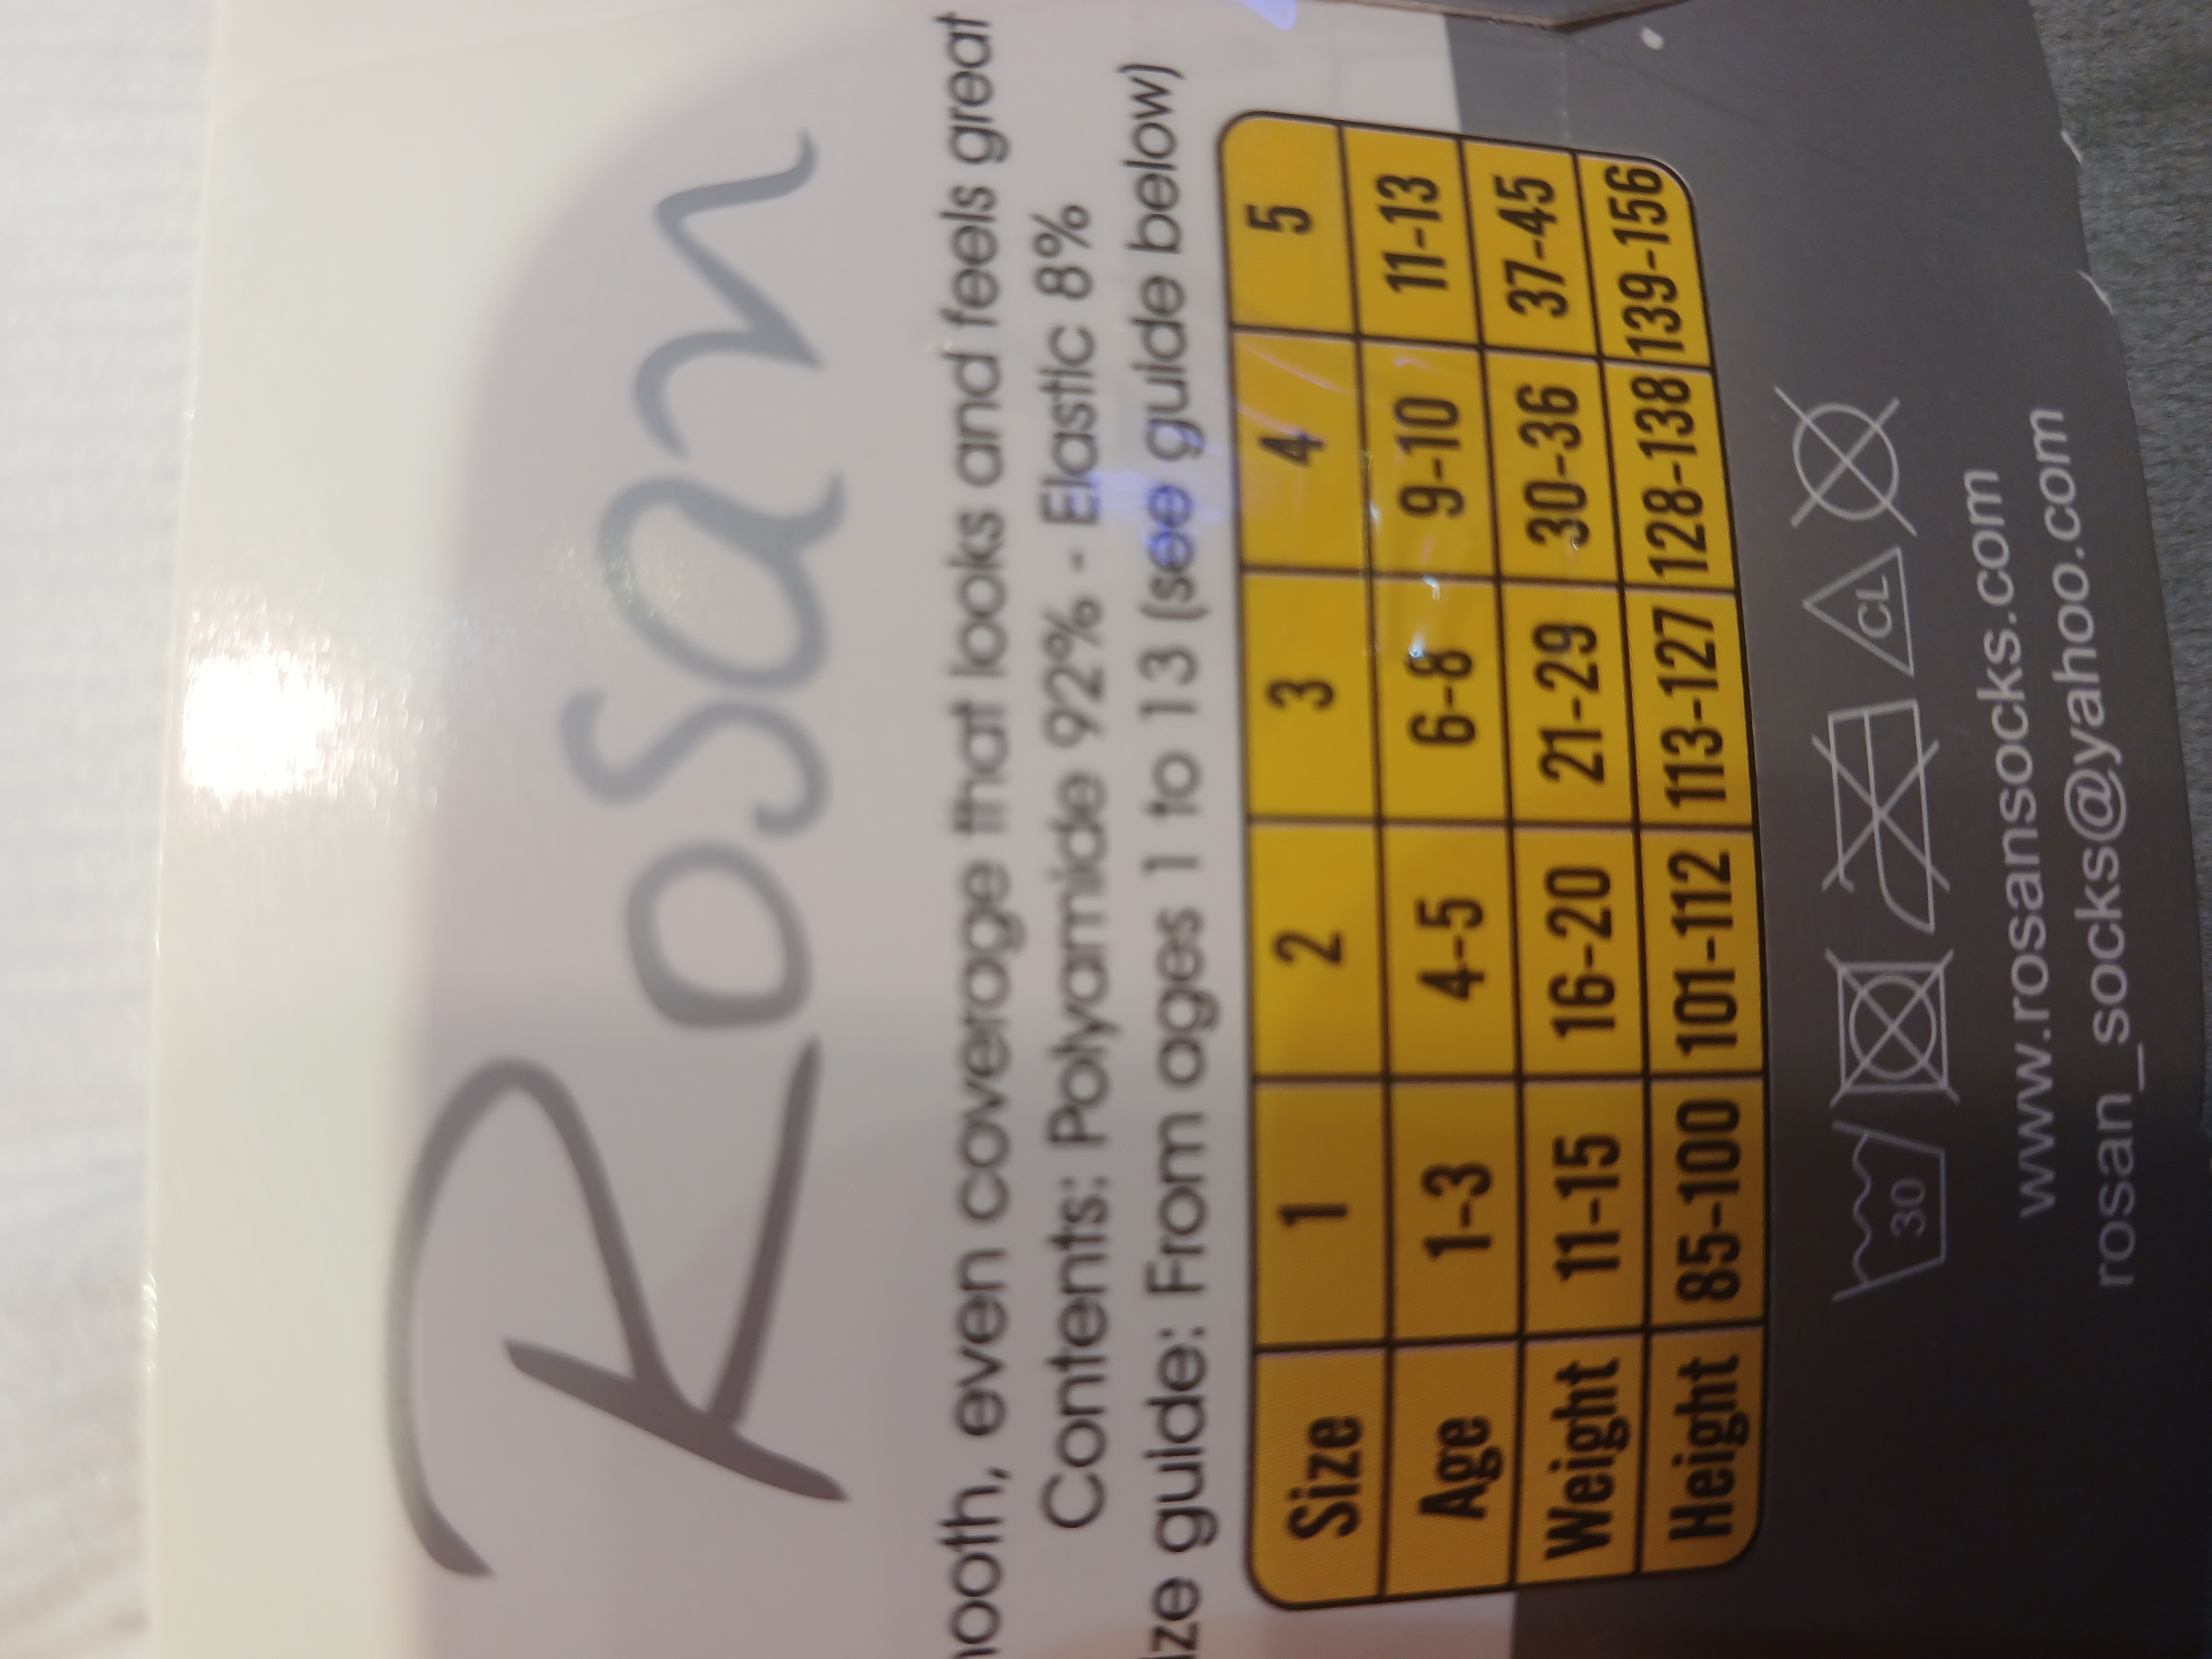 Rosan
even coverage that looks and feels great
Contents: Polyamide 92% - Elastic 8%
guide: From ages 1 to 13 (see guide below)
Size 1 2 3 4 5
Age 1-3 4-5 6-8 9-10 11-13
Weight 11-15 16-20 21-29 30-36 37-45
Height 85-100 101-112 113-127 128-138 139-156
30 CL
www.rosansocks.com
rosan_socks@yahoo.com